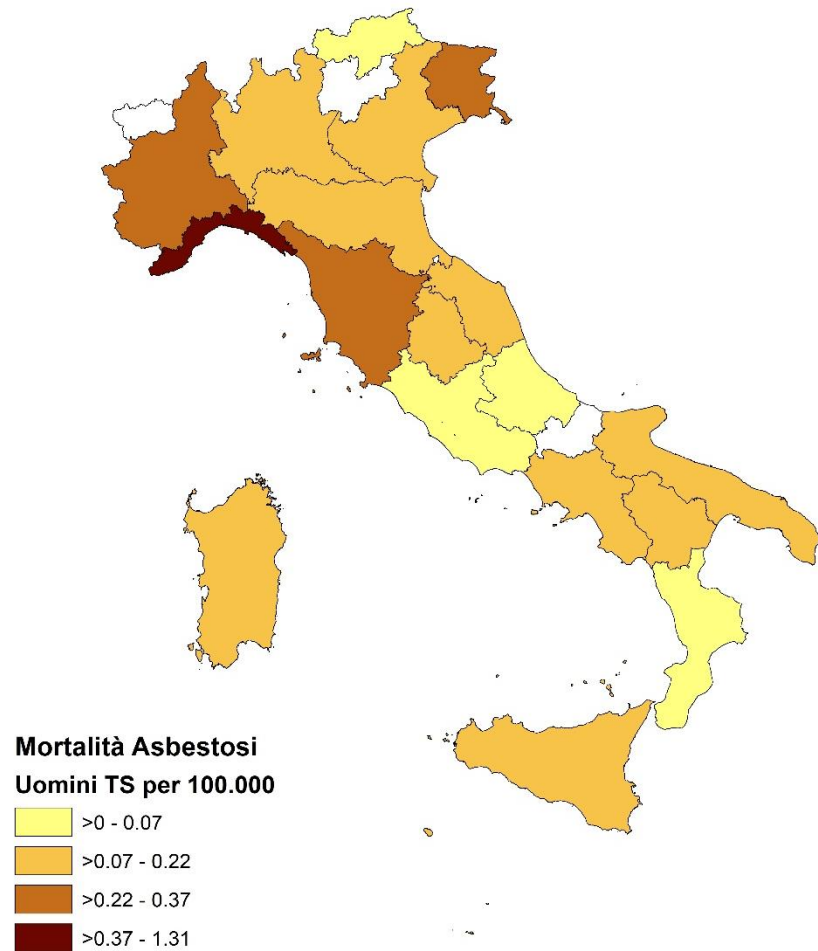 Mortalità Asbestosi
Uomini TS per 100.000
>0 - 0.07
>0.07 - 0.22
>0.22 - 0.37
>0.37 - 1.31